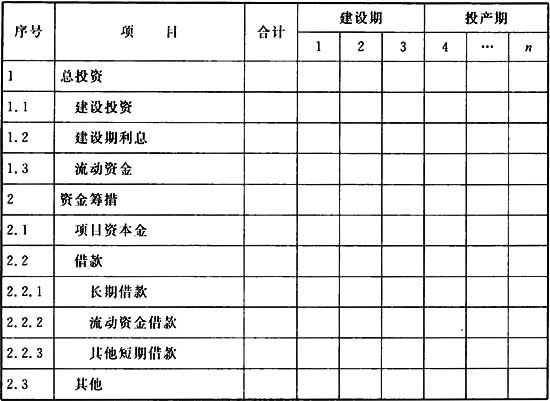 序号 项 目 合计 建设期 投产期
1 2 3 4 … n
1 总投资
1.1 建设投资
1.2 建设期利息
1.3 流动资金
2 资金筹措
2.1 项目资本金
2.2 借款
2.2.1 长期借款
2.2.2 流动资金借款
2.2.3 其他短期借款
2.3 其他